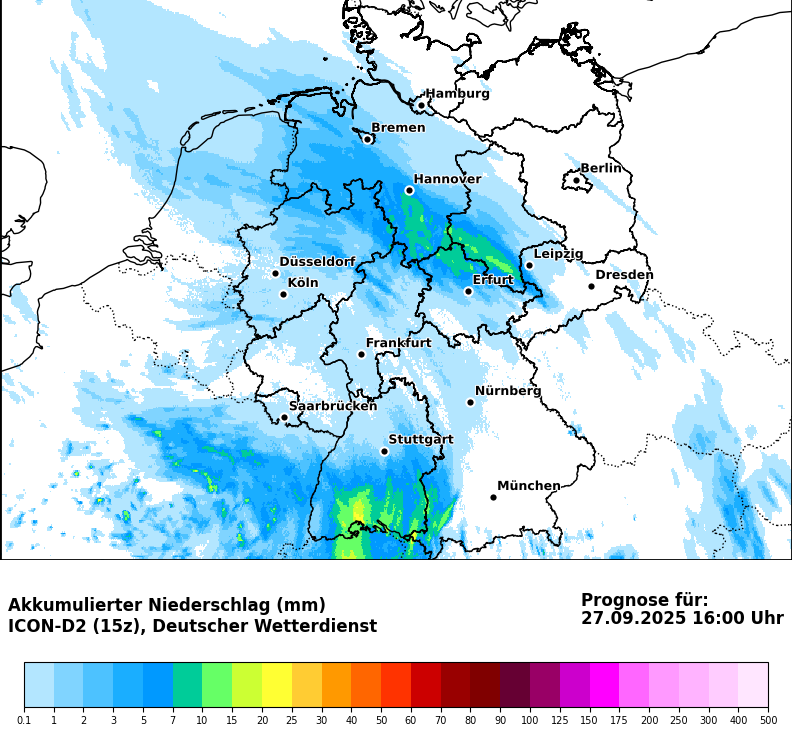 Hamburg
Bremen
Berlin
Hannover
Leipzig
Düsseldorf
Dresden
Köln
Erfurt
Frankfurt
Nürnberg
Saarbrücken
Stuttgart
München
Akkumulierter Niederschlag (mm)
ICON-D2 (15z), Deutscher Wetterdienst
Prognose für:
27.09.2025 16:00 Uhr
0.1 1 2 3 5 7 10 15 20 25 30 40 50 60 70 80 90 100 125 150 175 200 250 300 400 500